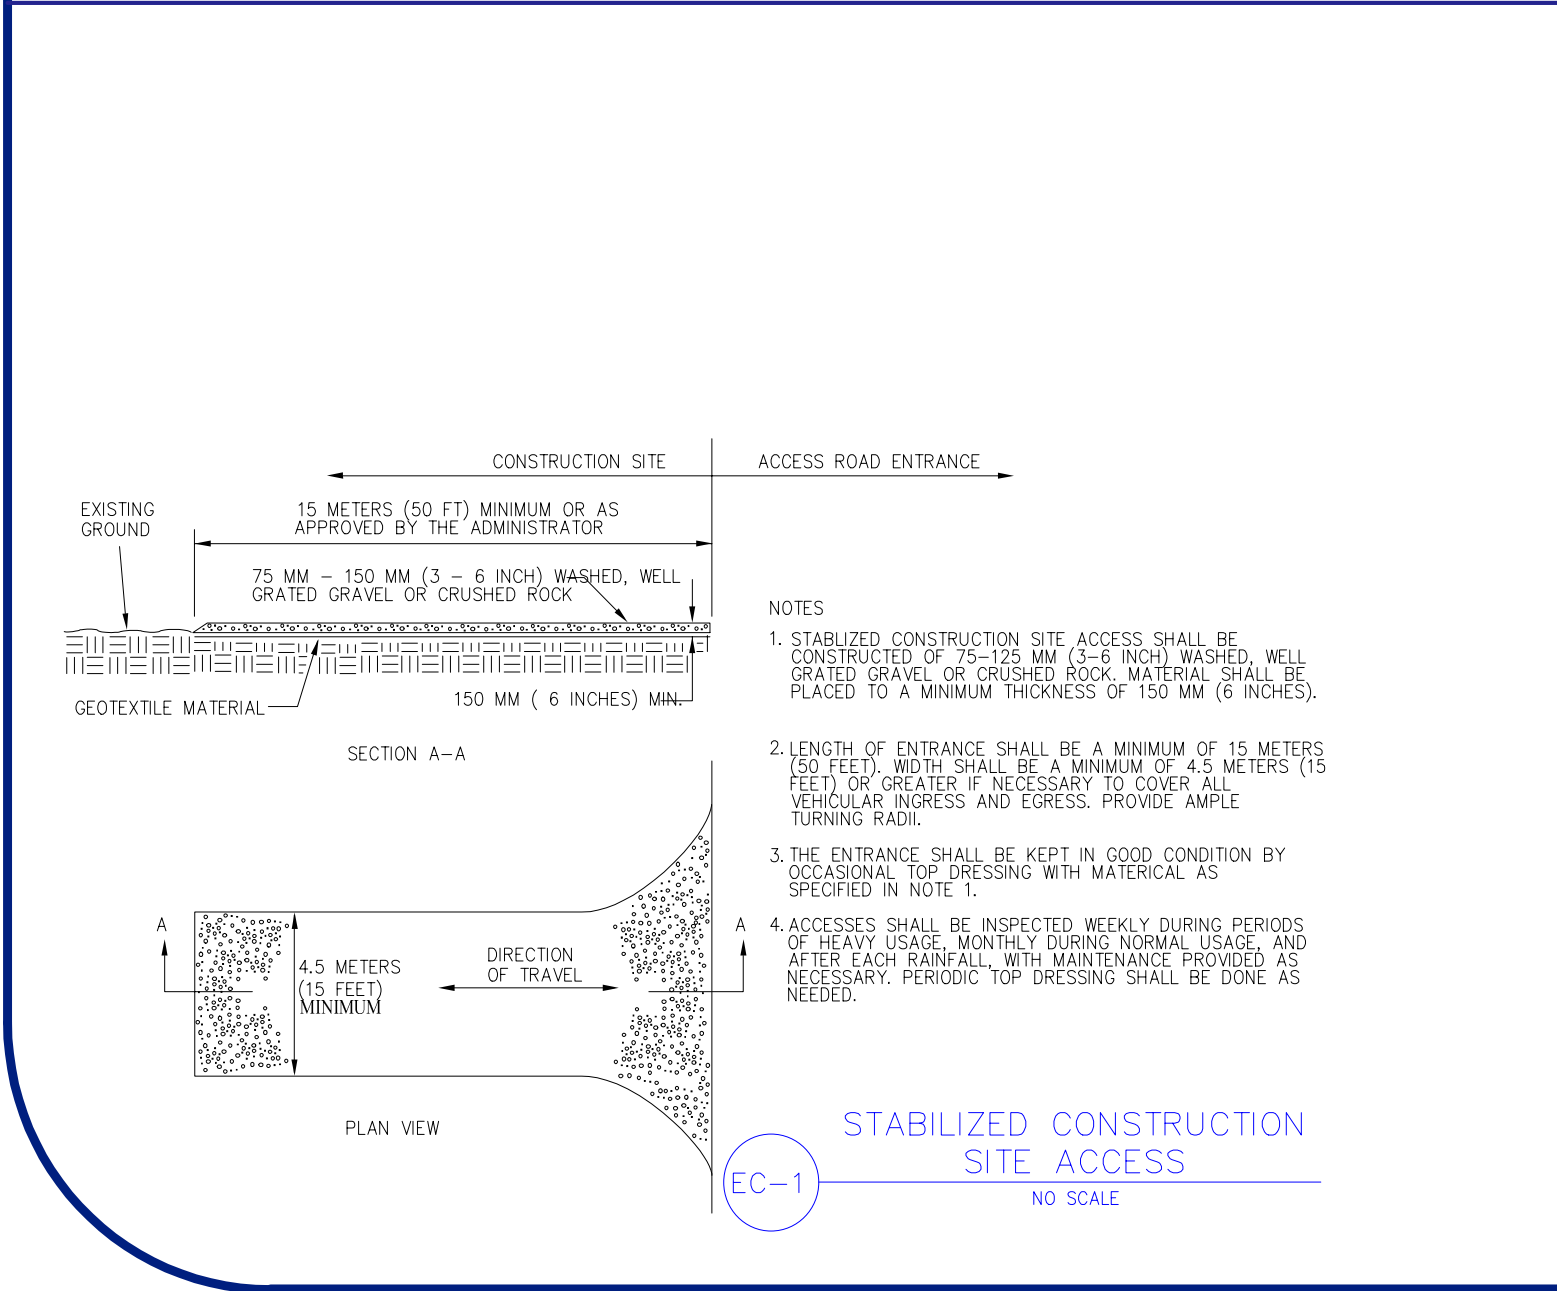 CONSTRUCTION SITE
ACCESS ROAD ENTRANCE
EXISTING
GROUND
15 METERS (50 FT) MINIMUM OR AS
APPROVED BY THE ADMINISTRATOR
75 MM - 150 MM (3 - 6 INCH) WASHED, WELL
GRATED GRAVEL OR CRUSHED ROCK
GEOTEXTILE MATERIAL
150 MM ( 6 INCHES) MIN.
SECTION A-A
A
A
4.5 METERS
(15 FEET)
MINIMUM
DIRECTION
OF TRAVEL
PLAN VIEW
NOTES
1. STABLIZED CONSTRUCTION SITE ACCESS SHALL BE
CONSTRUCTED OF 75-125 MM (3-6 INCH) WASHED, WELL
GRATED GRAVEL OR CRUSHED ROCK. MATERIAL SHALL BE
PLACED TO A MINIMUM THICKNESS OF 150 MM (6 INCHES).
2. LENGTH OF ENTRANCE SHALL BE A MINIMUM OF 15 METERS
(50 FEET). WIDTH SHALL BE A MINIMUM OF 4.5 METERS (15
FEET) OR GREATER IF NECESSARY TO COVER ALL
VEHICULAR INGRESS AND EGRESS. PROVIDE AMPLE
TURNING RADII.
3. THE ENTRANCE SHALL BE KEPT IN GOOD CONDITION BY
OCCASIONAL TOP DRESSING WITH MATERICAL AS
SPECIFIED IN NOTE 1.
4. ACCESSES SHALL BE INSPECTED WEEKLY DURING PERIODS
OF HEAVY USAGE, MONTHLY DURING NORMAL USAGE, AND
AFTER EACH RAINFALL, WITH MAINTENANCE PROVIDED AS
NECESSARY. PERIODIC TOP DRESSING SHALL BE DONE AS
NEEDED.
STABILIZED CONSTRUCTION
SITE ACCESS
EC-1
NO SCALE